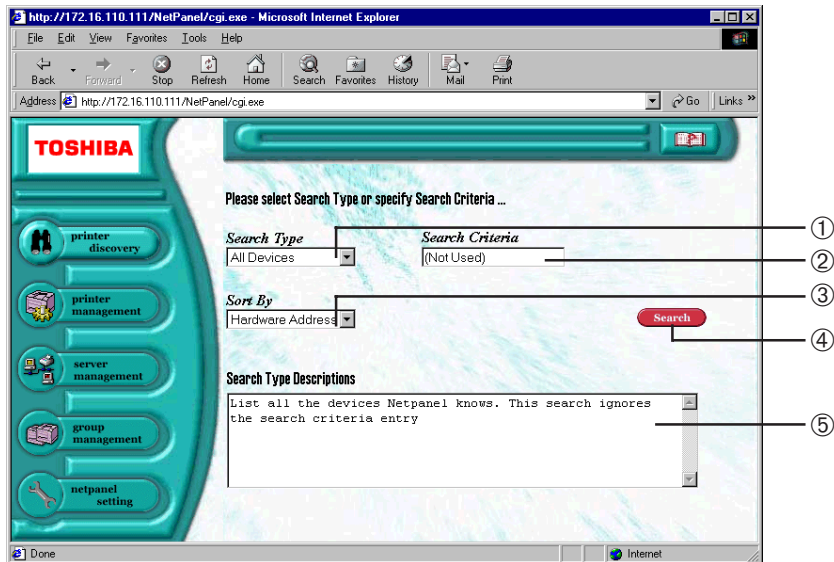 http://172.16.110.111/NetPanel/cgi.exe - Microsoft Internet Explorer
File Edit View Favorites Tools Help
Back Forward Stop Refresh Home Search Favorites History Mail Print
Address http://172.16.110.111/NetPanel/cgi.exe Go Links »
TOSHIBA
Please select Search Type or specify Search Criteria ...
Search Type Search Criteria
All Devices (Not Used)
Sort By
Hardware Address
Search
Search Type Descriptions
List all the devices Netpanel knows. This search ignores
the search criteria entry
printer
discovery
printer
management
server
management
group
management
netpanel
setting
Done Internet
①
②
③
④
⑤